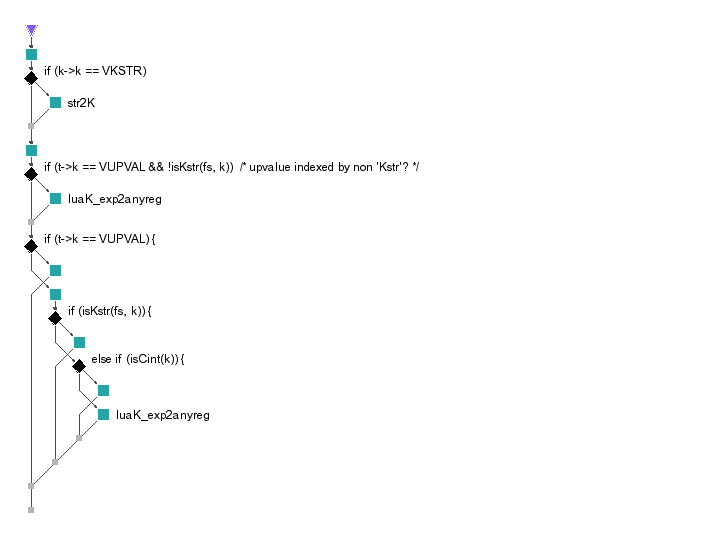 if (k->k == VKSTR)
str2K
if (t->k == VUPVAL && !isKstr(fs, k))  /* upvalue indexed by non 'Kstr'? */
luaK_exp2anyreg
if (t->k == VUPVAL) {
if (isKstr(fs, k)) {
else if (isCint(k)) {
luaK_exp2anyreg